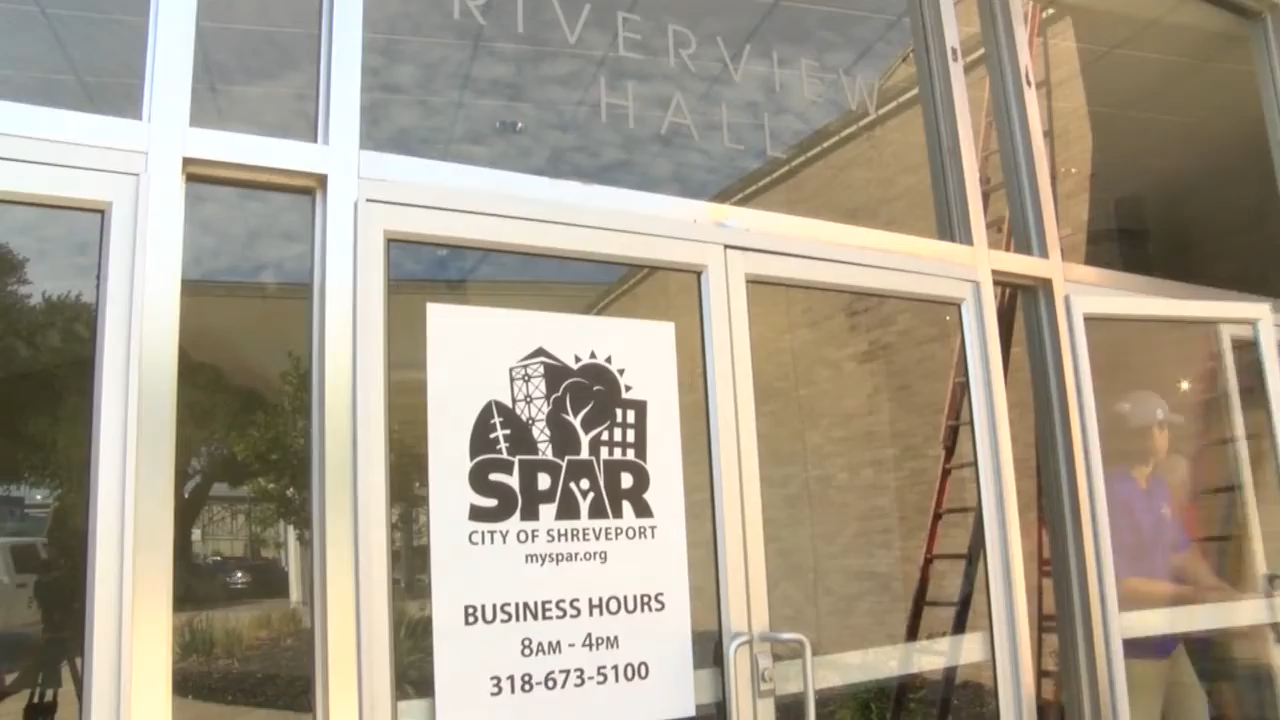 RIVERVIEW
HALL
SPAR
CITY OF SHREVEPORT
myspar.org
BUSINESS HOURS
8AM - 4PM
318-673-5100